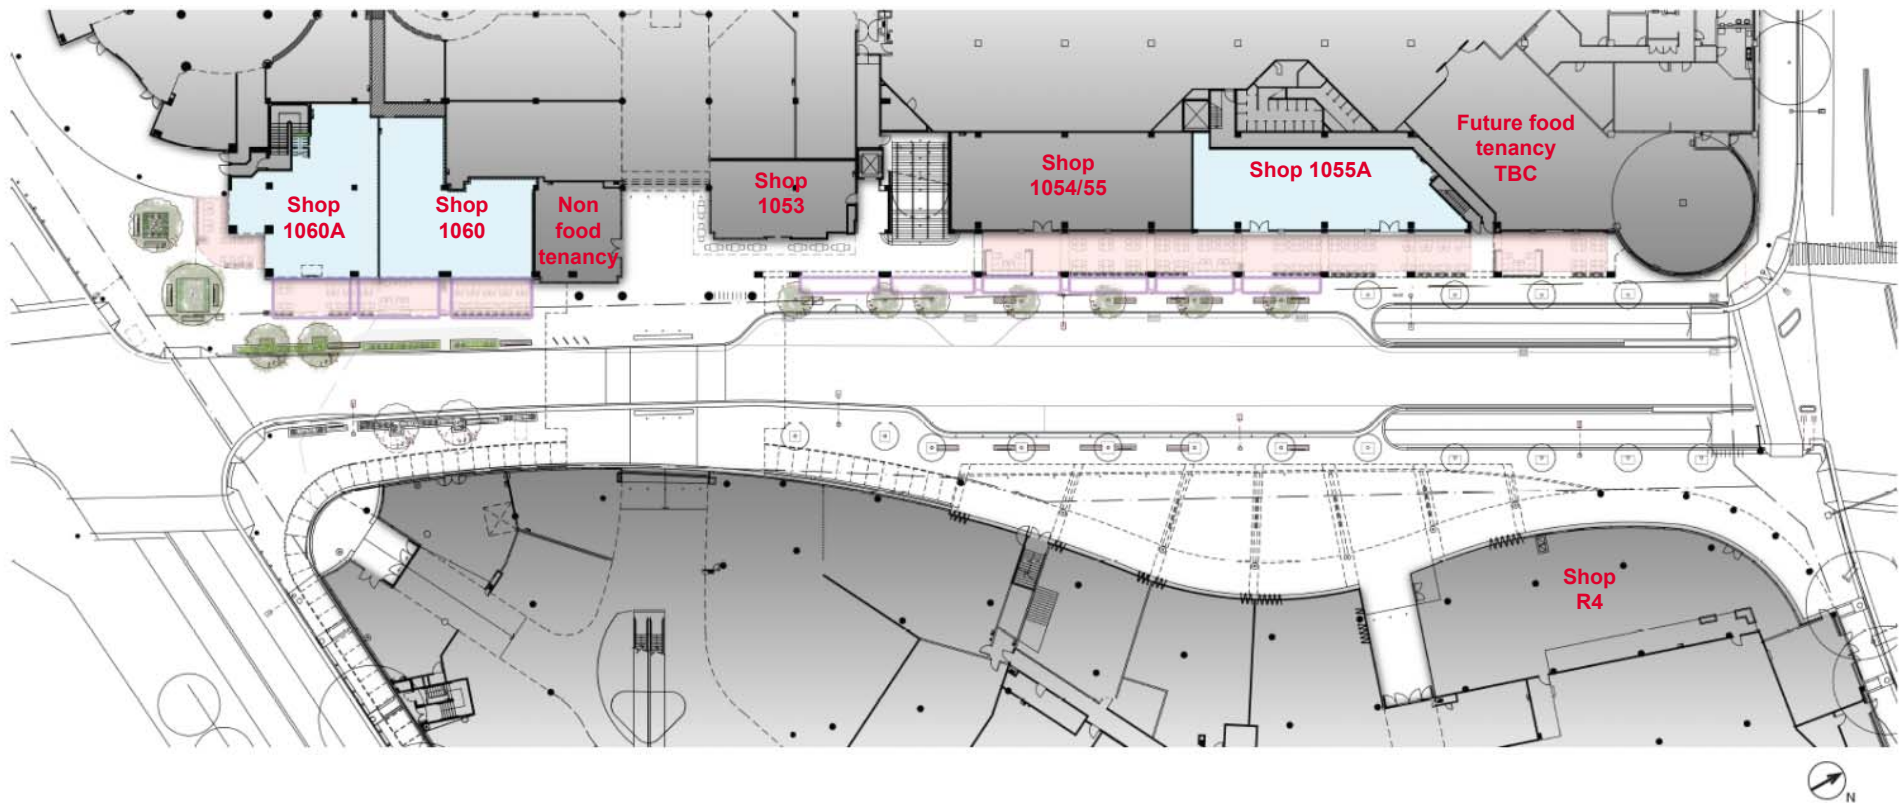 Shop
1060A
Shop
1060
Non
food
tenancy
Shop
1053
Shop
1054/55
Shop 1055A
Future food
tenancy
TBC
Shop
R4
N